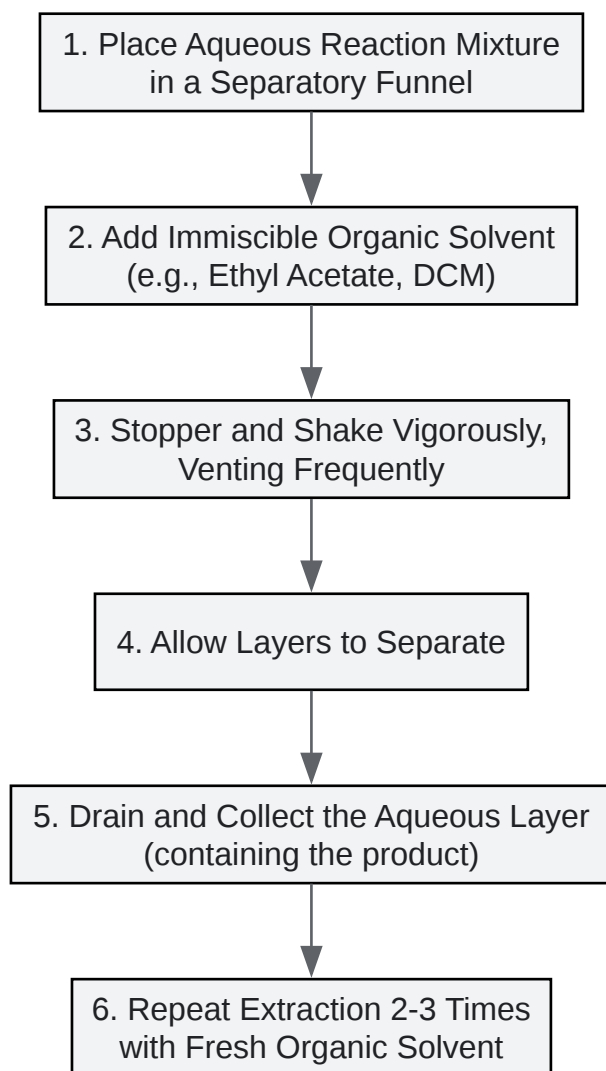 1. Place Aqueous Reaction Mixture
in a Separatory Funnel
2. Add Immiscible Organic Solvent
(e.g., Ethyl Acetate, DCM)
3. Stopper and Shake Vigorously,
Venting Frequently
4. Allow Layers to Separate
5. Drain and Collect the Aqueous Layer
(containing the product)
6. Repeat Extraction 2-3 Times
with Fresh Organic Solvent